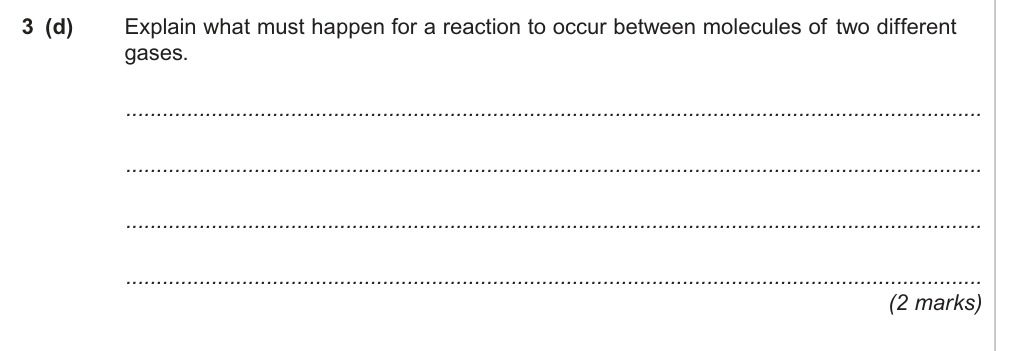 3 (d) Explain what must happen for a reaction to occur between molecules of two different
gases.
(2 marks)